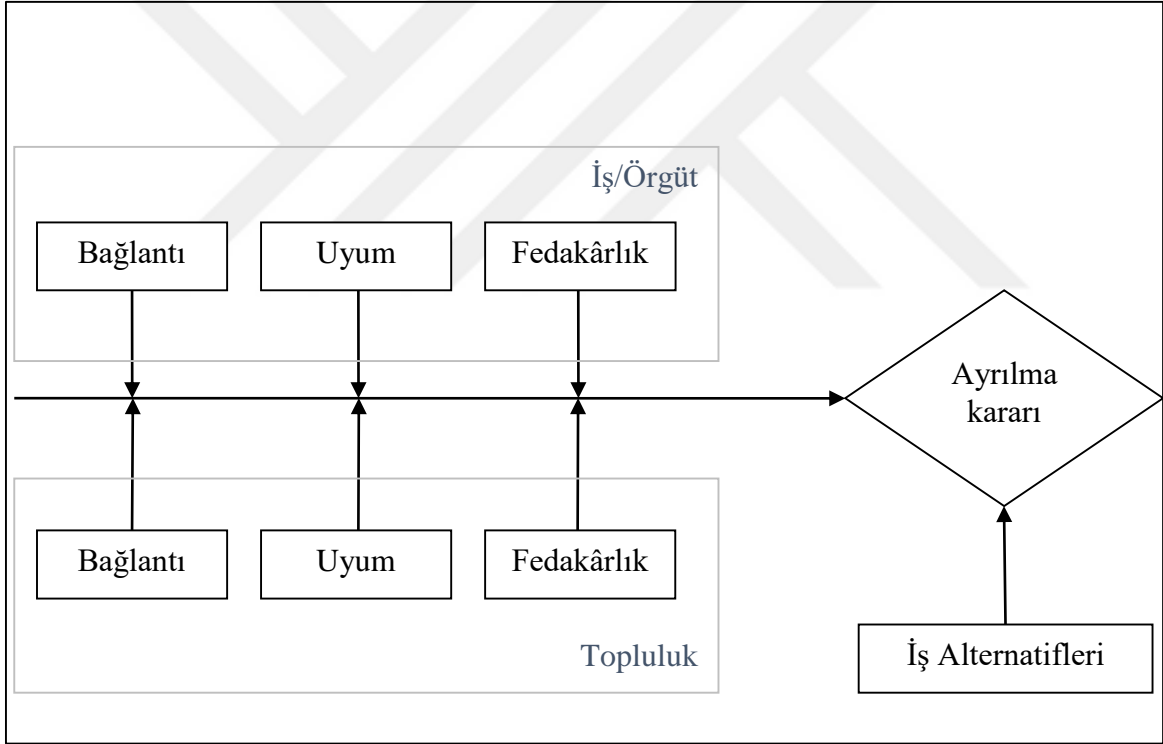 İş/Örgüt
Bağlantı
Uyum
Fedakârlık
Ayrılma
kararı
Bağlantı
Uyum
Fedakârlık
Topluluk
İş Alternatifleri